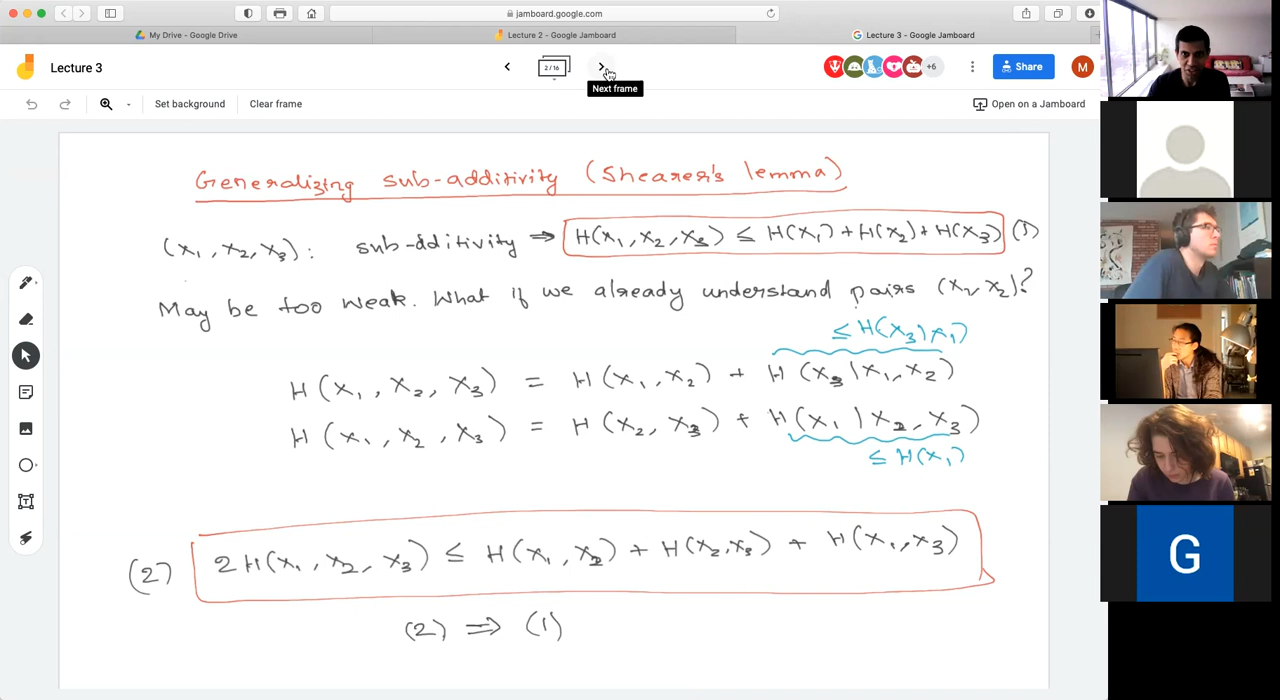 jamboard.google.com
My Drive - Google Drive
Lecture 2 - Google Jamboard
Lecture 3 - Google Jamboard
Lecture 3
2 / 16
+6
Share
M
Next frame
Set background
Clear frame
Open on a Jamboard
Generalizing sub-additivity (Shearer's lemma)
(X₁, X₂, X₃): sub-additivity ⇒ H(X₁, X₂, X₃) ≤ H(X₁) + H(X₂) + H(X₃) (1)
May be too weak. What if we already understand pairs (X₁, X₂)?
≤ H(X₃|X₁)
H(X₁, X₂, X₃) = H(X₁, X₂) + H(X₃|X₁, X₂)
H(X₁, X₂, X₃) = H(X₂, X₃) + H(X₁|X₂, X₃)
≤ H(X₁)
(2) 2H(X₁, X₂, X₃) ≤ H(X₁, X₂) + H(X₂, X₃) + H(X₁, X₃)
(2) ⇒ (1)
G